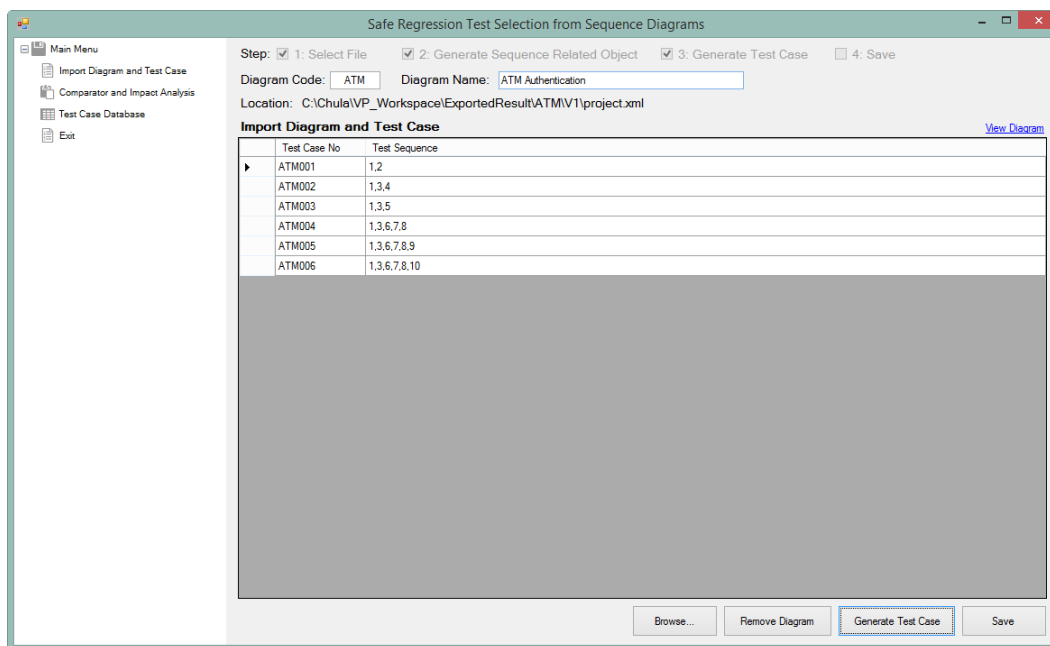 Safe Regression Test Selection from Sequence Diagrams
Main Menu
Import Diagram and Test Case
Comparator and Impact Analysis
Test Case Database
Exit
Step: 1: Select File 2: Generate Sequence Related Object 3: Generate Test Case 4: Save
Diagram Code: ATM Diagram Name: ATM Authentication
Location: C:\Chula\VP_Workspace\ExportedResult\ATM\V1\project.xml
Import Diagram and Test Case View Diagram
Test Case No Test Sequence
ATM001 1,2
ATM002 1,3,4
ATM003 1,3,5
ATM004 1,3,6,7,8
ATM005 1,3,6,7,8,9
ATM006 1,3,6,7,8,10
Browse... Remove Diagram Generate Test Case Save